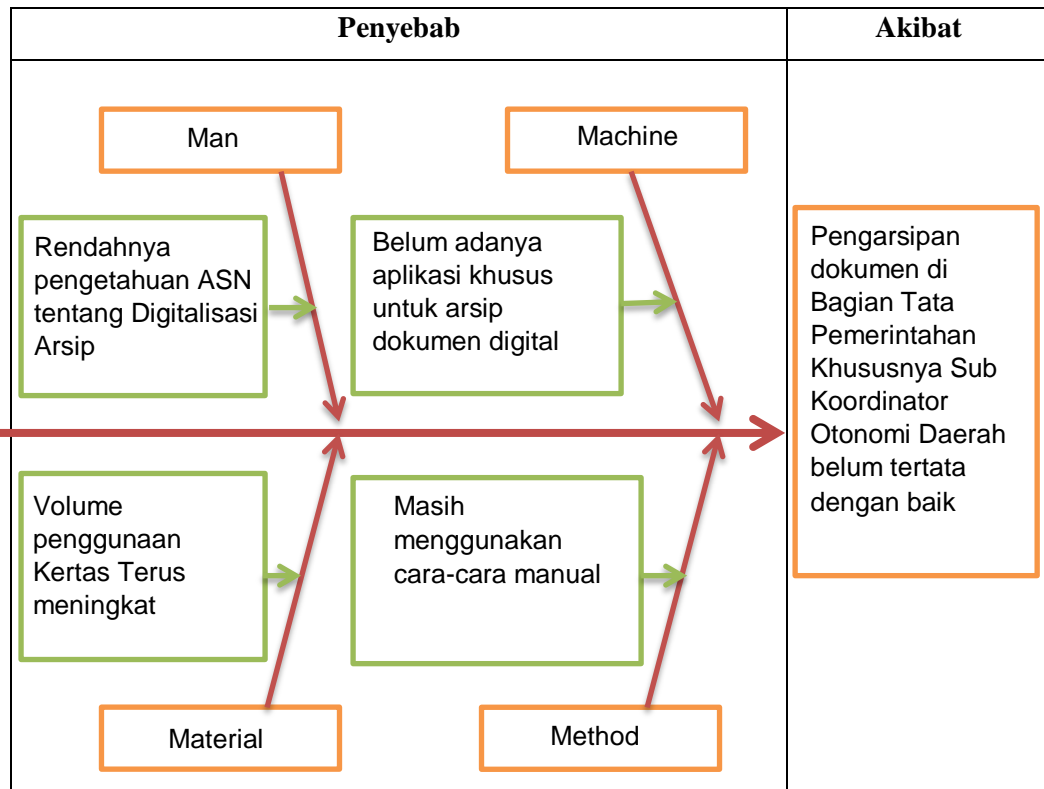 Penyebab
Akibat
Man
Machine
Rendahnya
pengetahuan ASN
tentang Digitalisasi
Arsip
Belum adanya
aplikasi khusus
untuk arsip
dokumen digital
Pengarsipan
dokumen di
Bagian Tata
Pemerintahan
Khususnya Sub
Koordinator
Otonomi Daerah
belum tertata
dengan baik
Volume
penggunaan
Kertas Terus
meningkat
Masih
menggunakan
cara-cara manual
Material
Method